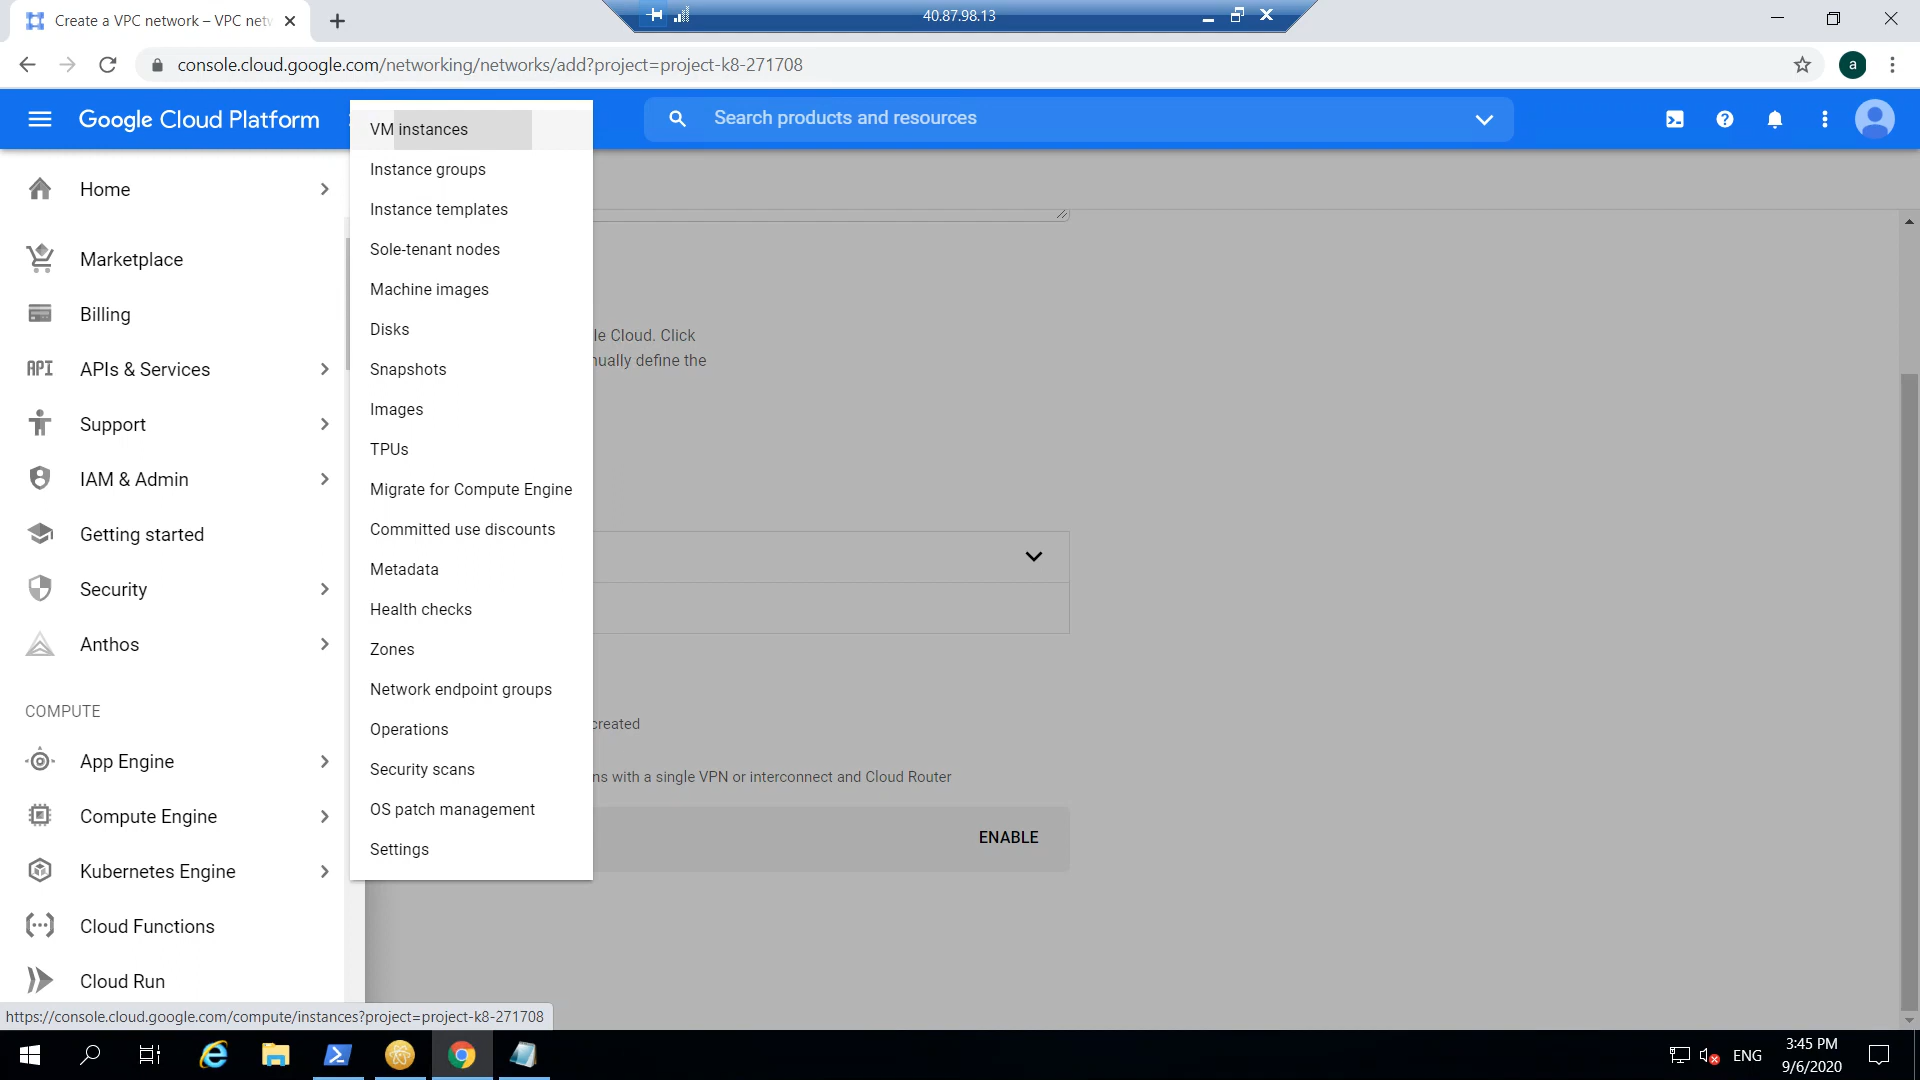 Create a VPC network – VPC netw
40.87.98.13
console.cloud.google.com/networking/networks/add?project=project-k8-271708
a
Google Cloud Platform
Search products and resources
Home
Marketplace
Billing
API
APIs & Services
Support
IAM & Admin
Getting started
Security
Anthos
COMPUTE
App Engine
Compute Engine
Kubernetes Engine
Cloud Functions
Cloud Run
VM instances
Instance groups
Instance templates
Sole-tenant nodes
Machine images
Disks
Snapshots
Images
TPUs
Migrate for Compute Engine
Committed use discounts
Metadata
Health checks
Zones
Network endpoint groups
Operations
Security scans
OS patch management
Settings
le Cloud. Click
nually define the
created
ns with a single VPN or interconnect and Cloud Router
ENABLE
https://console.cloud.google.com/compute/instances?project=project-k8-271708
ENG
3:45 PM
9/6/2020